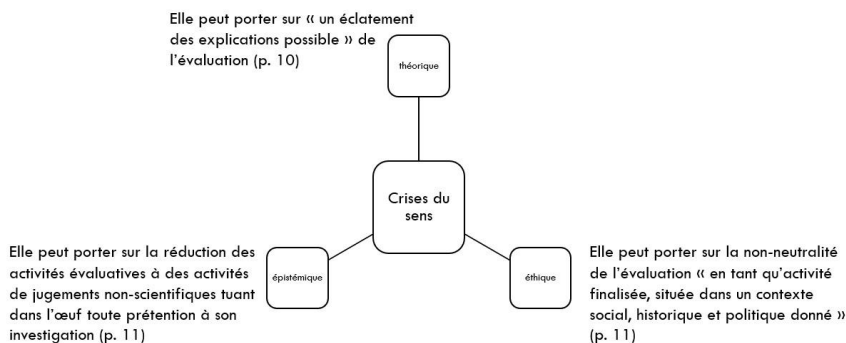 Elle peut porter sur « un éclatement
des explications possible » de
l'évaluation (p. 10)
théorique
Crises du
sens
Elle peut porter sur la réduction des
activités évaluatives à des activités
de jugements non-scientifiques tuant
dans l'œuf toute prétention à son
investigation (p. 11)
épistémique
éthique
Elle peut porter sur la non-neutralité
de l'évaluation « en tant qu'activité
finalisée, située dans un contexte
social, historique et politique donné »
(p. 11)